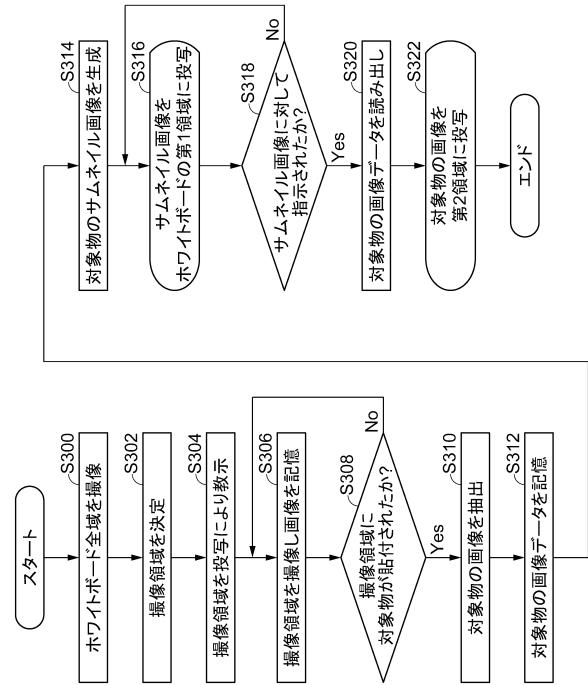 スタート
S300
ホワイトボード全域を撮像
S302
撮像領域を決定
S304
撮像領域を投写により教示
S306
撮像領域を撮像し画像を記憶
S308
撮像領域に
対象物が貼付されたか?
No
Yes
S310
対象物の画像を抽出
S312
対象物の画像データを記憶
S314
対象物のサムネイル画像を生成
S316
サムネイル画像を
ホワイトボードの第1領域に投写
S318
サムネイル画像に対して
指示されたか?
No
Yes
S320
対象物の画像データを読み出し
S322
対象物の画像を
第2領域に投写
エンド